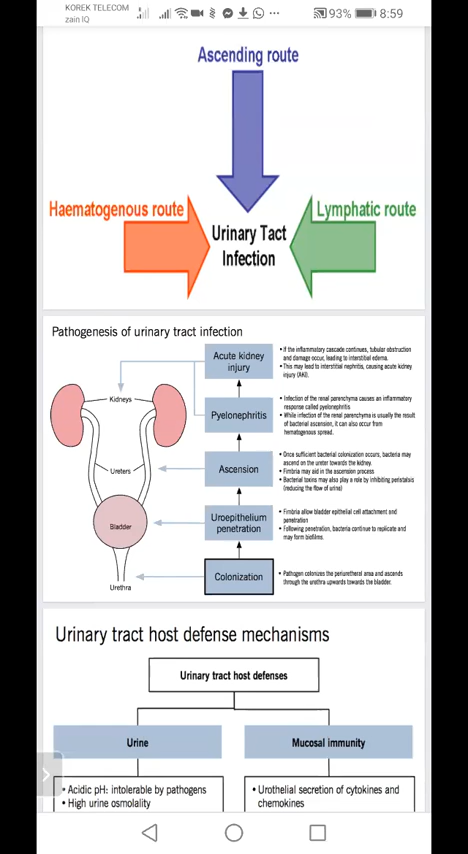 KOREK TELECOM
zain IQ
93% 8:59
Ascending route
Haematogenous route
Lymphatic route
Urinary Tact
Infection
Pathogenesis of urinary tract infection
Acute kidney
injury
• If the inflammatory cascade continues, tubular obstruction
and damage occur, leading to interstitial edema.
• This may lead to interstitial nephritis, causing acute kidney
injury (AKI).
Kidneys
Pyelonephritis
• Infection of the renal parenchyma causes an inflammatory
response called pyelonephritis
• While infection of the renal parenchyma is usually the result
of bacterial ascension, it can also occur from
hematogenous spread.
Ureters
Ascension
• Once sufficient bacterial colonization occurs, bacteria may
ascend on the ureter towards the kidney.
• Fimbria may aid in the ascension process
• Bacterial toxins may also play a role by inhibiting peristalsis
(reducing the flow of urine)
Bladder
Uroepithelium
penetration
• Fimbria allow bladder epithelial cell attachment and
penetration
• Following penetration, bacteria continue to replicate and
may form biofilms.
Colonization
• Pathogen colonizes the periurethral area and ascends
through the urethra upwards towards the bladder.
Urethra
Urinary tract host defense mechanisms
Urinary tract host defenses
Urine
Mucosal immunity
• Acidic pH: intolerable by pathogens
• High urine osmolality
• Urothelial secretion of cytokines and
chemokines